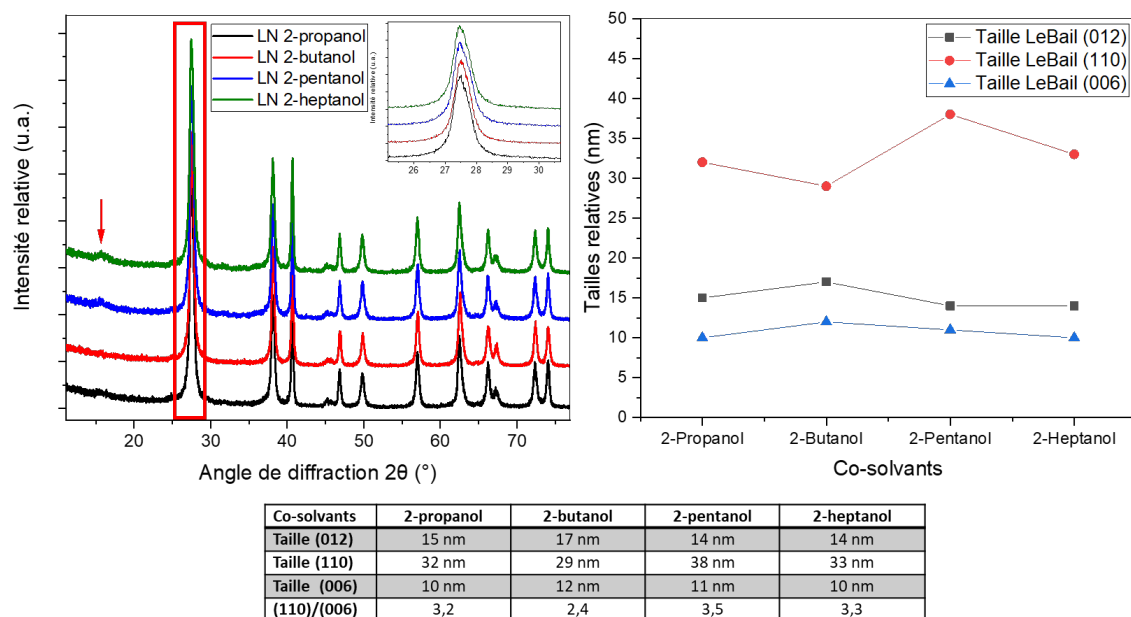 LN 2-propanol
LN 2-butanol
LN 2-pentanol
LN 2-heptanol
Intensité relative (u.a.)
26 27 28 29 30
Intensité relative (u.a.)
20 30 40 50 60 70
Angle de diffraction 2θ (°)
Taille LeBail (012)
Taille LeBail (110)
Taille LeBail (006)
50
45
40
35
30
25
20
15
10
5
0
Tailles relatives (nm)
2-Propanol 2-Butanol 2-Pentanol 2-Heptanol
Co-solvants
Co-solvants 2-propanol 2-butanol 2-pentanol 2-heptanol
Taille (012) 15 nm 17 nm 14 nm 14 nm
Taille (110) 32 nm 29 nm 38 nm 33 nm
Taille (006) 10 nm 12 nm 11 nm 10 nm
(110)/(006) 3,2 2,4 3,5 3,3